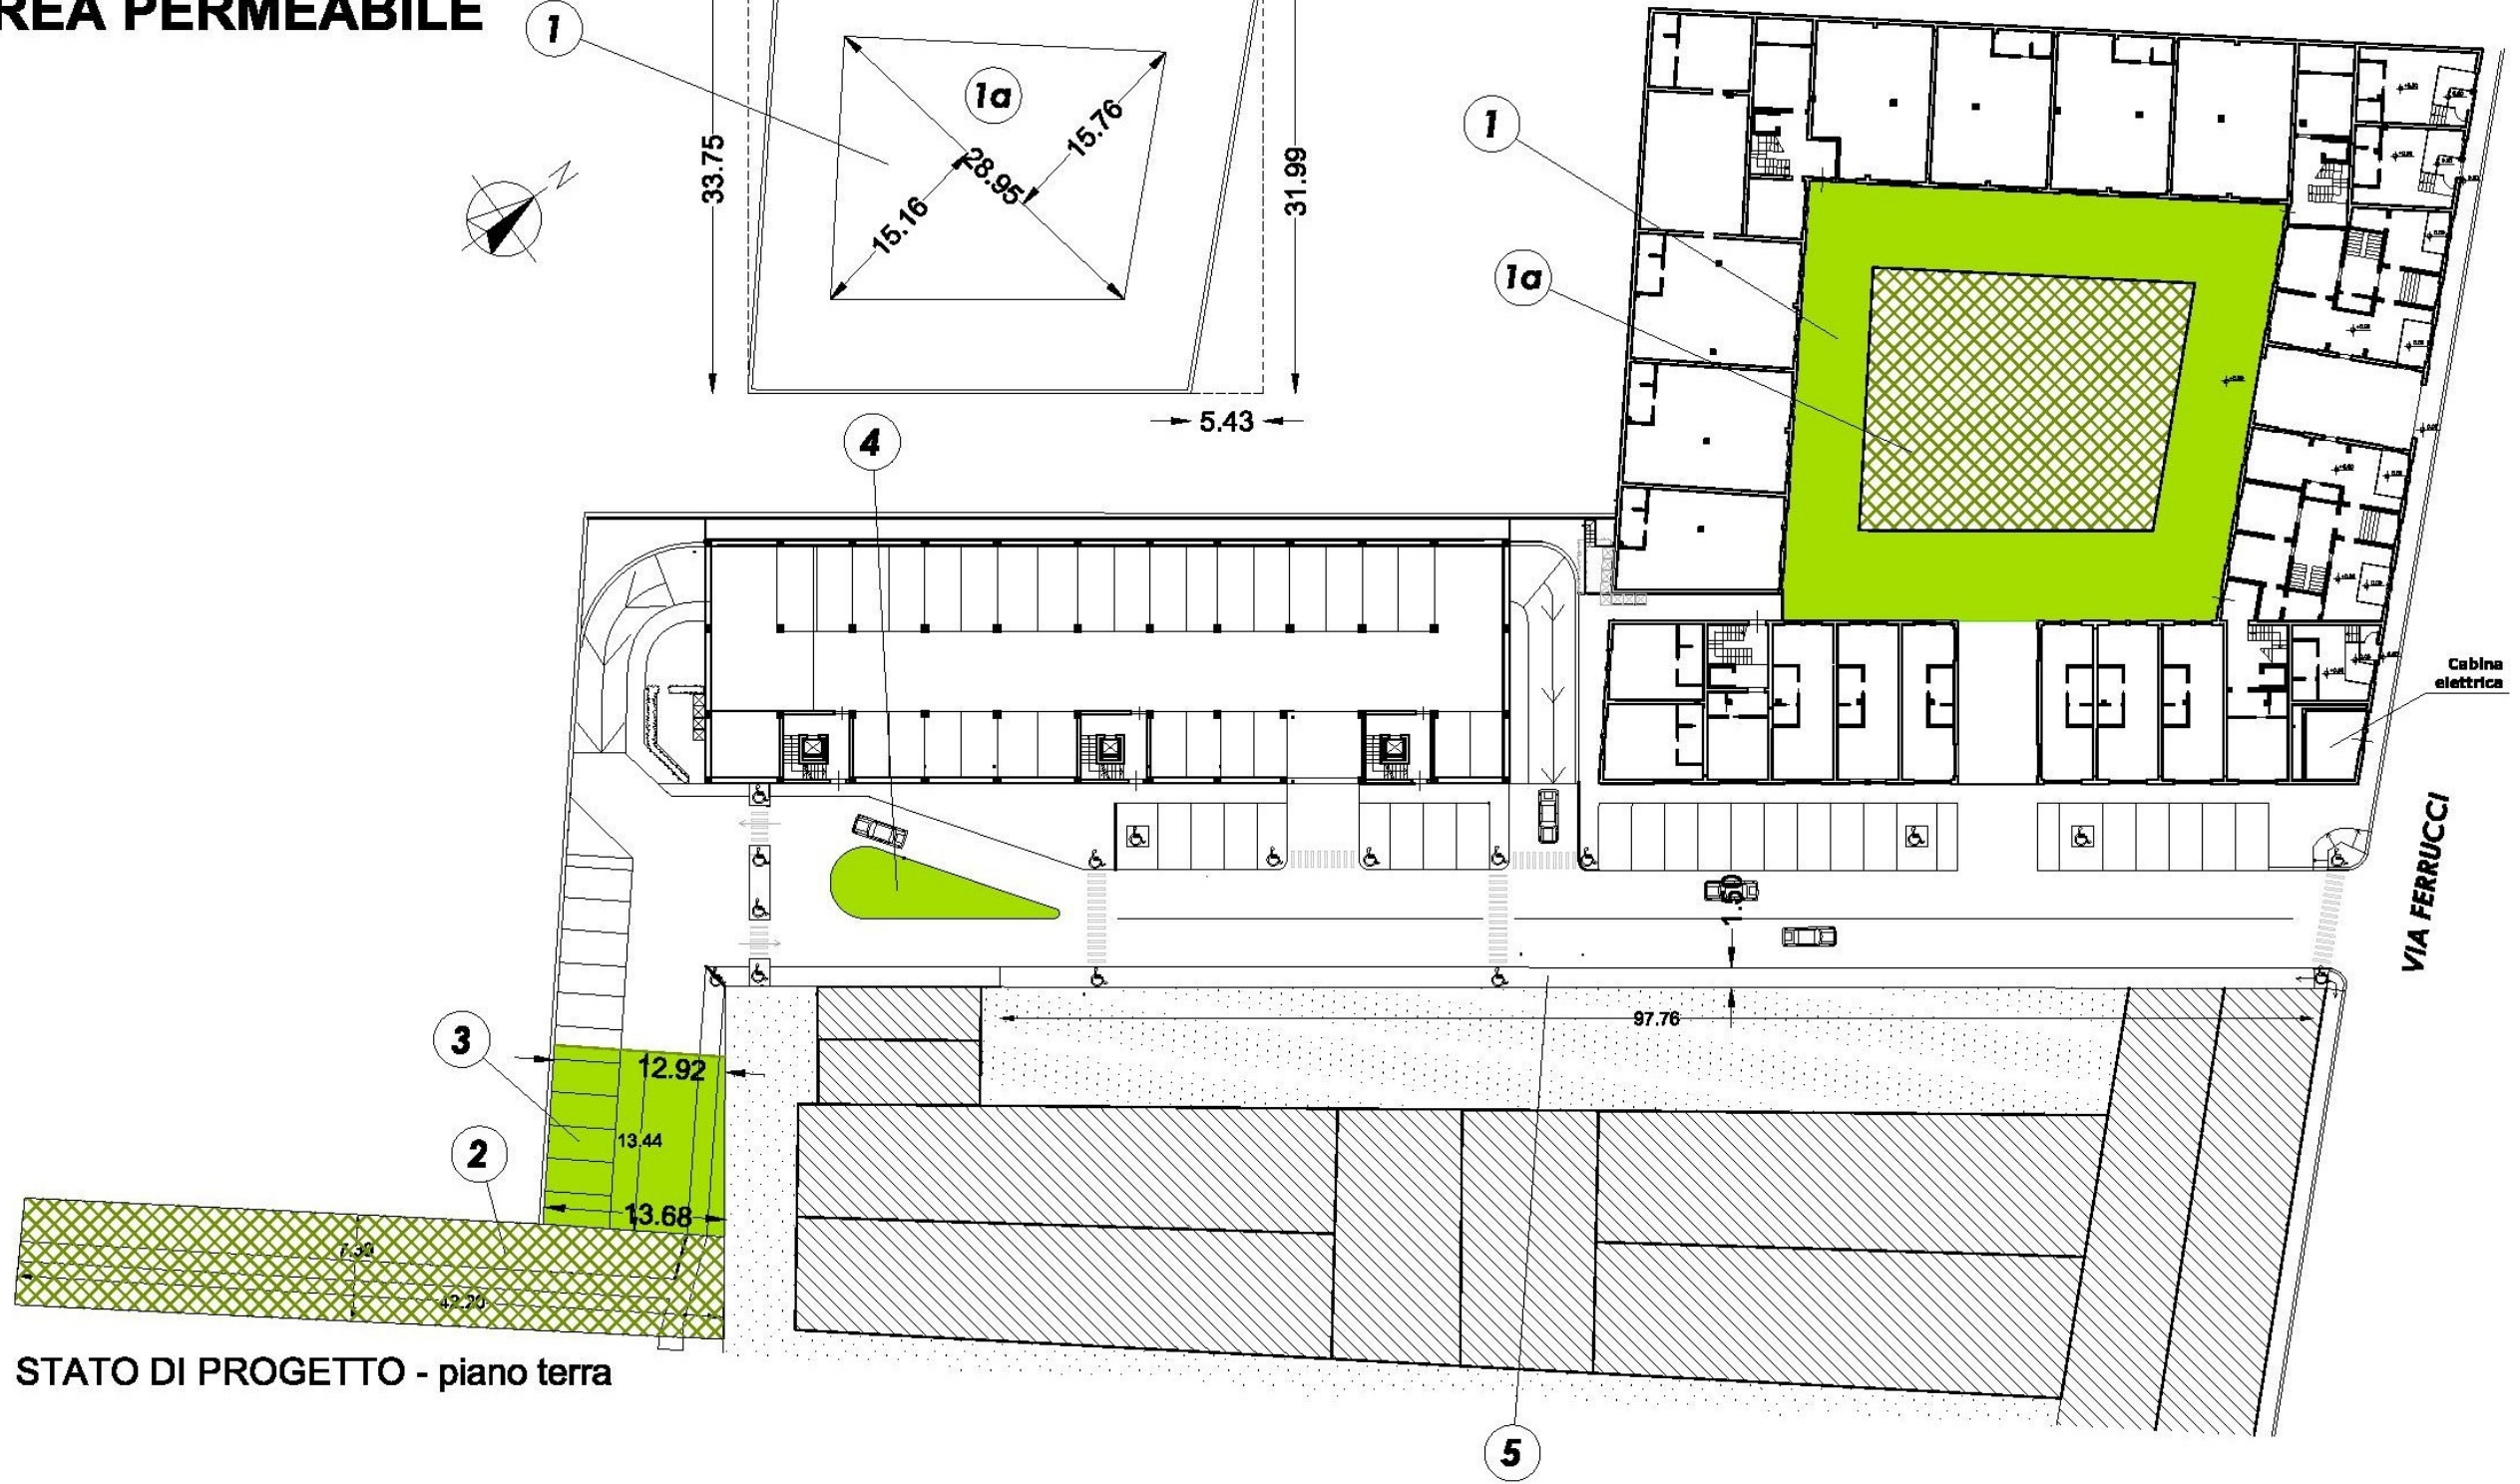 REA PERMEABILE
1
1a
15.76
28.95
15.16
33.75
31.99
5.43
N
1
1a
4
Cabina
elettrica
VIA FERRUCCI
97.76
3
12.92
13.44
13.68
2
7.30
42.20
STATO DI PROGETTO - piano terra
5